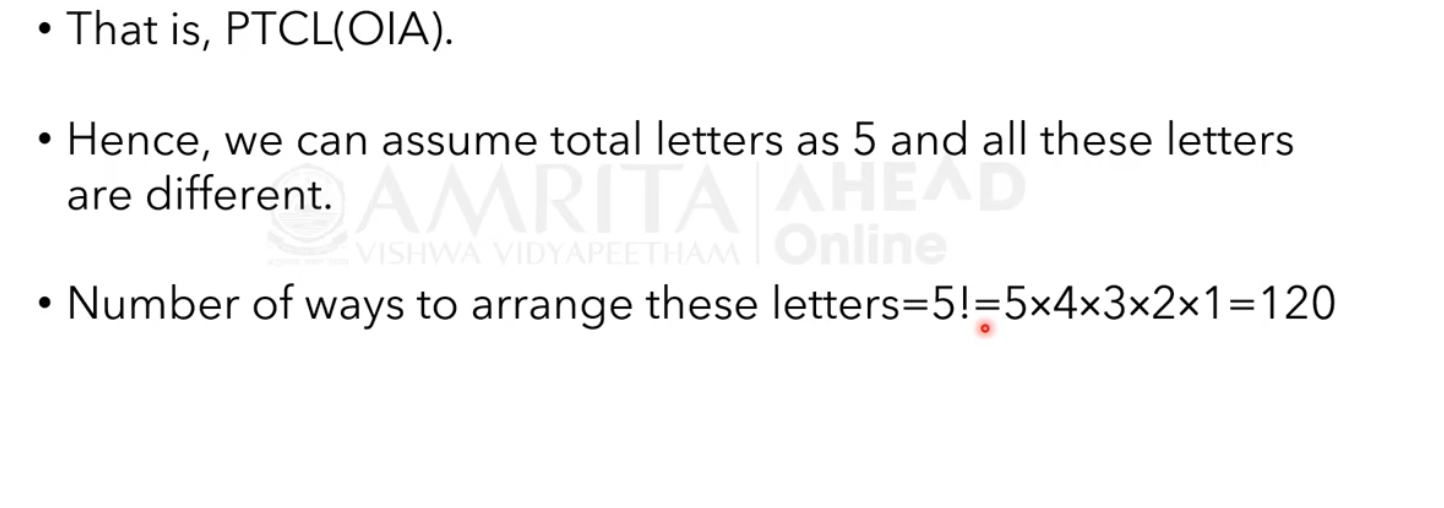 • That is, PTCL(OIA).
• Hence, we can assume total letters as 5 and all these letters
are different.
AMRITA AHEAD
VISHWA VIDYAPEETHAM Online
• Number of ways to arrange these letters=5!=5×4×3×2×1=120